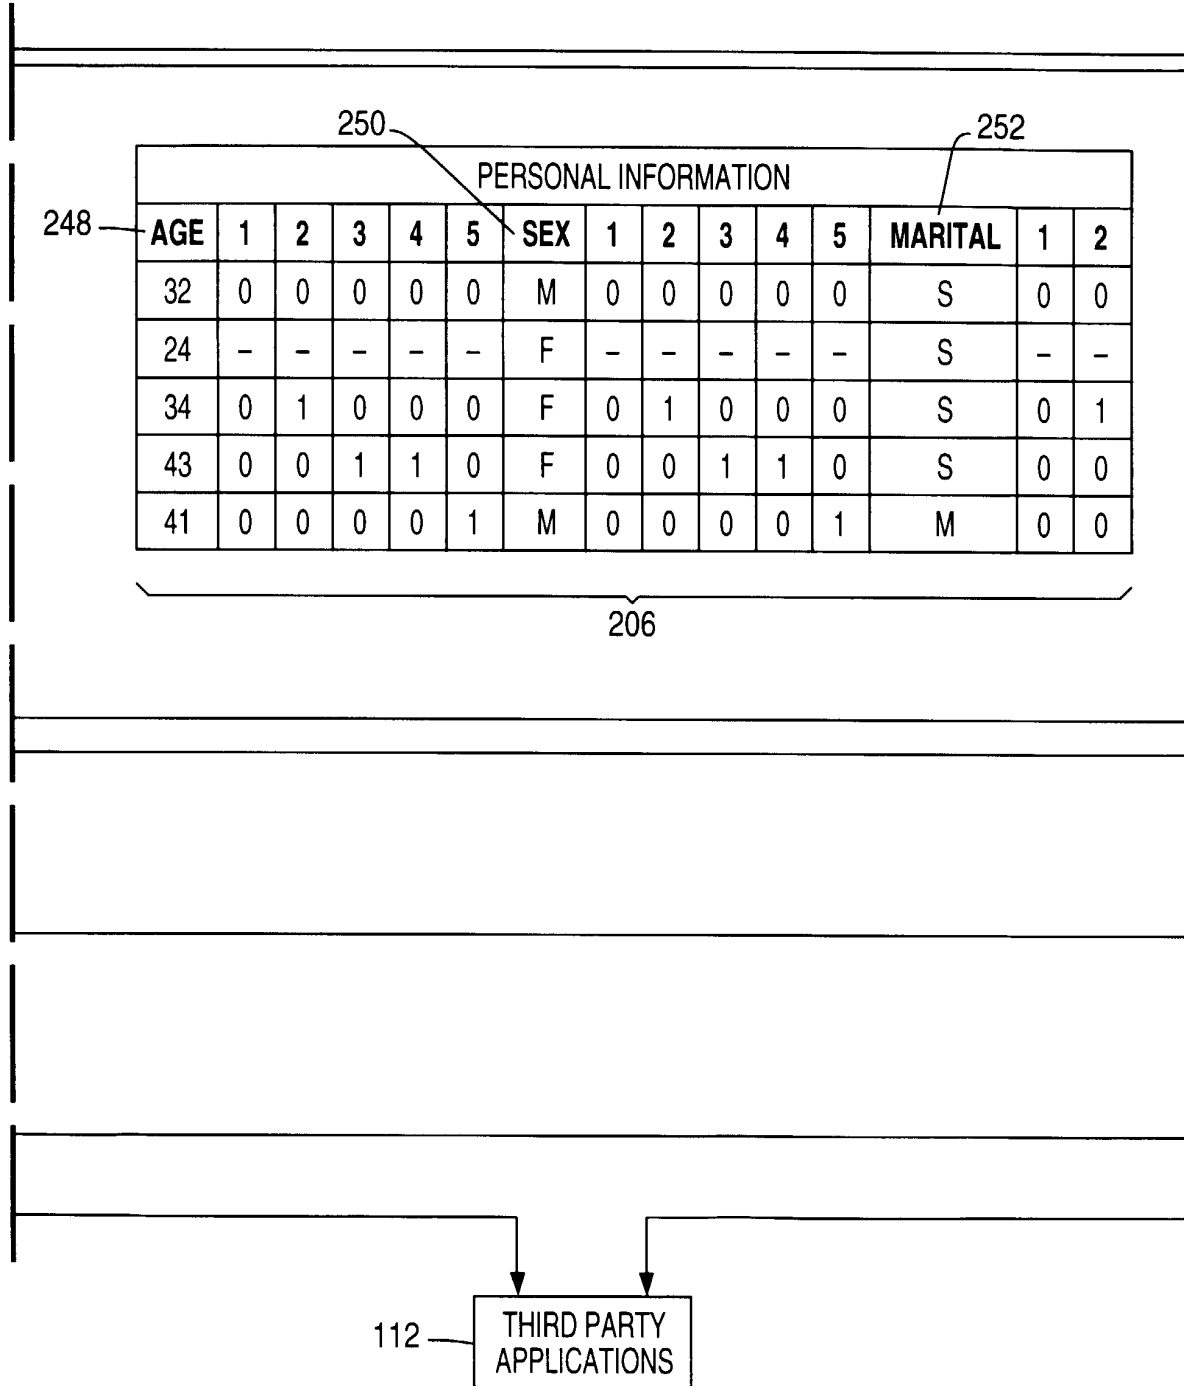 250 252
PERSONAL INFORMATION
248 AGE 1 2 3 4 5 SEX 1 2 3 4 5 MARITAL 1 2
32 0 0 0 0 0 M 0 0 0 0 0 S 0 0
24 – – – – – F – – – – – S – –
34 0 1 0 0 0 F 0 1 0 0 0 S 0 1
43 0 0 1 1 0 F 0 0 1 1 0 S 0 0
41 0 0 0 0 1 M 0 0 0 0 1 M 0 0
206
THIRD PARTY
112 APPLICATIONS